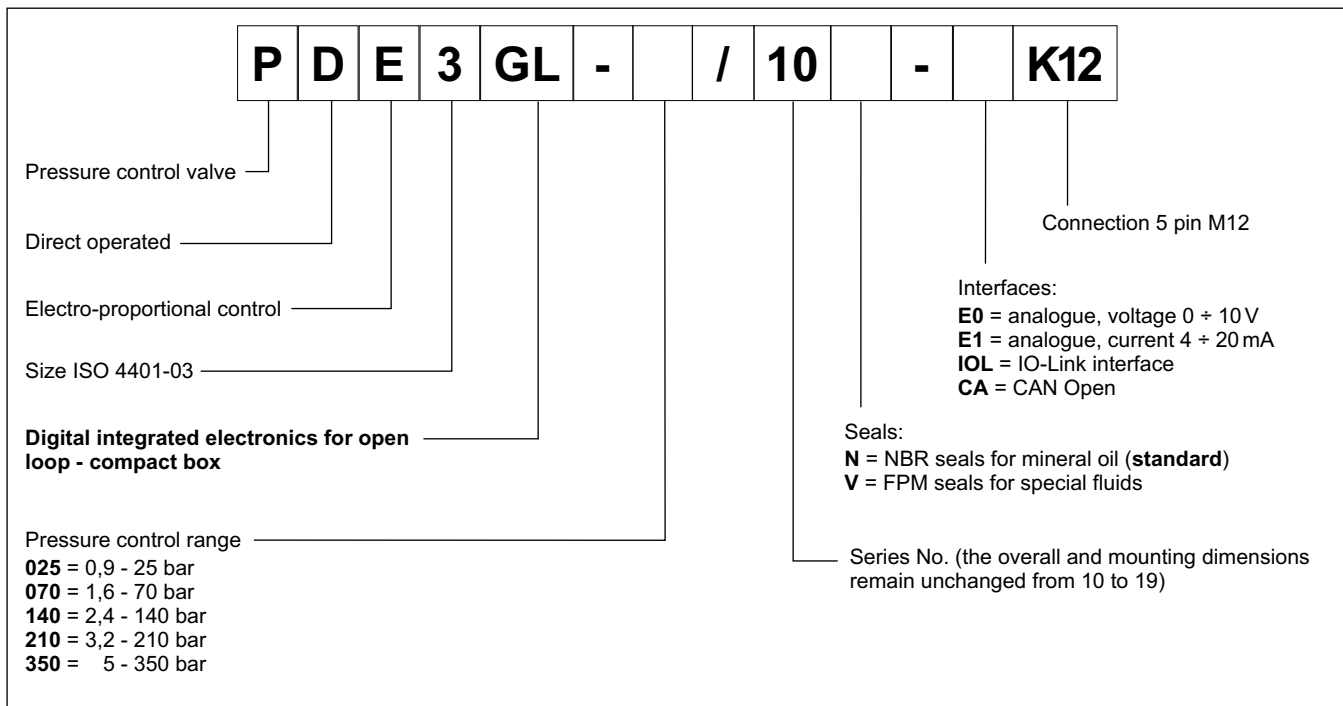 P D E 3 GL - / 10 - K12
Pressure control valve
Direct operated
Electro-proportional control
Size ISO 4401-03
Digital integrated electronics for open
loop - compact box
Pressure control range
025 = 0,9 - 25 bar
070 = 1,6 - 70 bar
140 = 2,4 - 140 bar
210 = 3,2 - 210 bar
350 = 5 - 350 bar
Connection 5 pin M12
Interfaces:
E0 = analogue, voltage 0 ÷ 10 V
E1 = analogue, current 4 ÷ 20 mA
IOL = IO-Link interface
CA = CAN Open
Seals:
N = NBR seals for mineral oil (standard)
V = FPM seals for special fluids
Series No. (the overall and mounting dimensions
remain unchanged from 10 to 19)